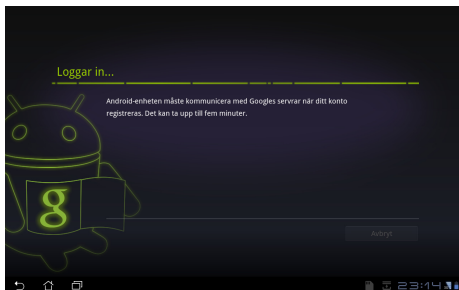 Loggar in...
Android-enheten måste kommunicera med Googles servrar när ditt konto
registreras. Det kan ta upp till fem minuter.
g
Avbryt
23:14